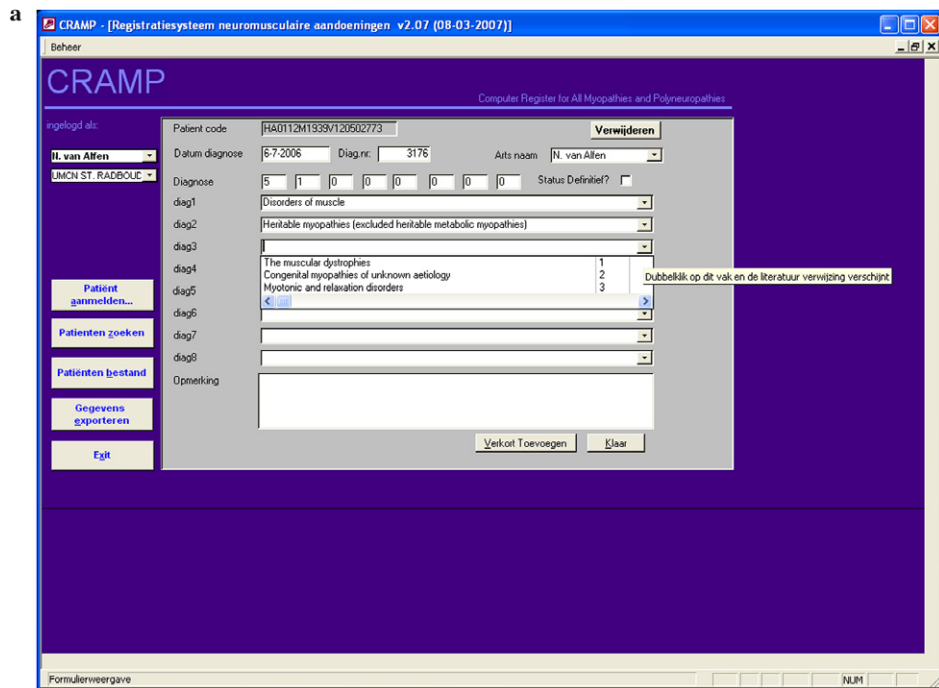 a
CRAMP - [Registratiesysteem neuromusculaire aandoeningen v2.07 (08-03-2007)]
Beheer
CRAMP
Computer Register for All Myopathies and Polyneuropathies
ingelogd als:
N. van Alfen
UMCN ST. RADBOUD
Patiënt aanmelden...
Patienten zoeken
Patiënten bestand
Gegevens exporteren
Exit
Patient code HA0112M1939V120502773 Verwijderen
Datum diagnose 6-7-2006 Diag.nr: 3176 Arts naam N. van Alfen
Diagnose 5 1 0 0 0 0 0 0 Status Definitief?
diag1 Disorders of muscle
diag2 Heritable myopathies (excluded heritable metabolic myopathies)
diag3
The muscular dystrophies 1
diag4
Congenital myopathies of unknown aetiology 2
Dubbelklik op dit vak en de literatuur verwijzing verschijnt
diag5
Myotonic and relaxation disorders 3
diag6
diag7
diag8
Opmerking
Verkort Toevoegen Klaar
Formulierweergave NUM